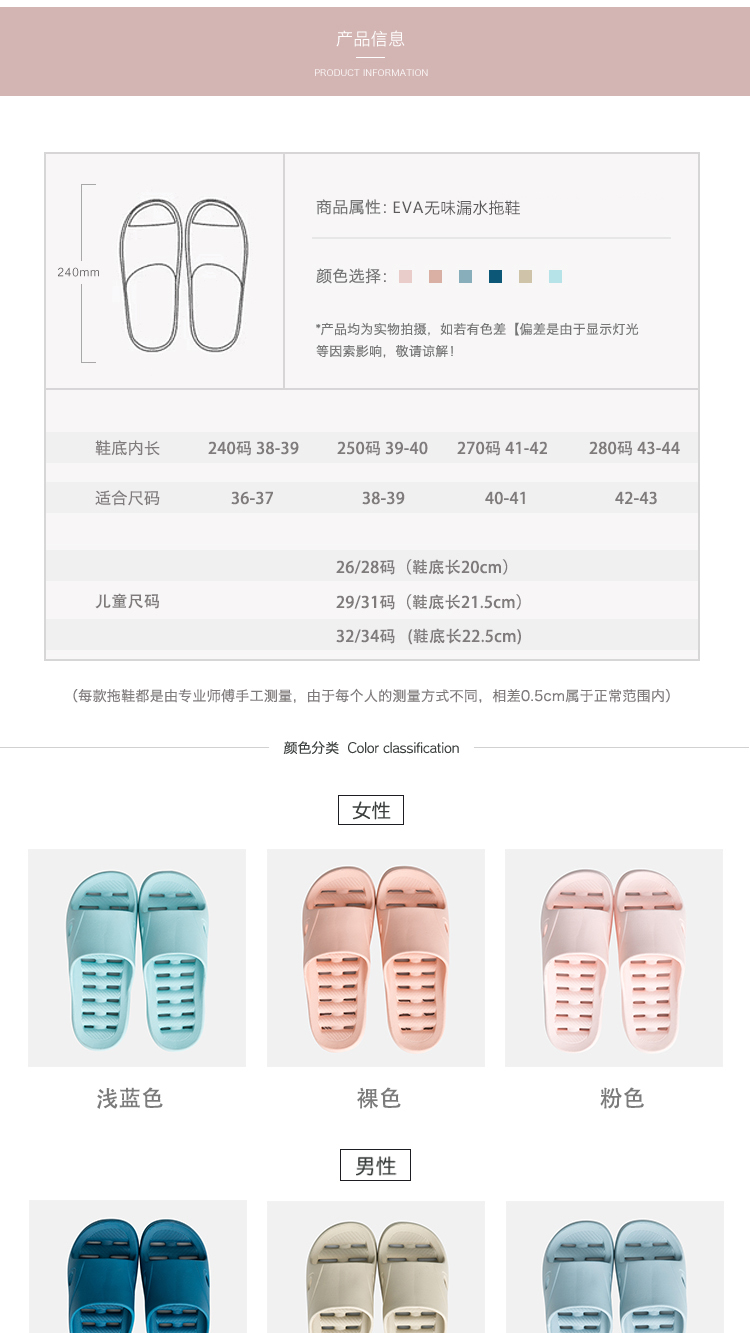 产品信息
PRODUCT INFORMATION
240mm
商品属性: EVA无味漏水拖鞋
颜色选择:
*产品均为实物拍摄，如若有色差【偏差是由于显示灯光
等因素影响，敬请谅解！
鞋底内长 240码 38-39 250码 39-40 270码 41-42 280码 43-44
适合尺码 36-37 38-39 40-41 42-43
26/28码（鞋底长20cm）
儿童尺码 29/31码（鞋底长21.5cm）
32/34码 (鞋底长22.5cm)
（每款拖鞋都是由专业师傅手工测量，由于每个人的测量方式不同，相差0.5cm属于正常范围内）
颜色分类 Color classification
女性
浅蓝色 裸色 粉色
男性